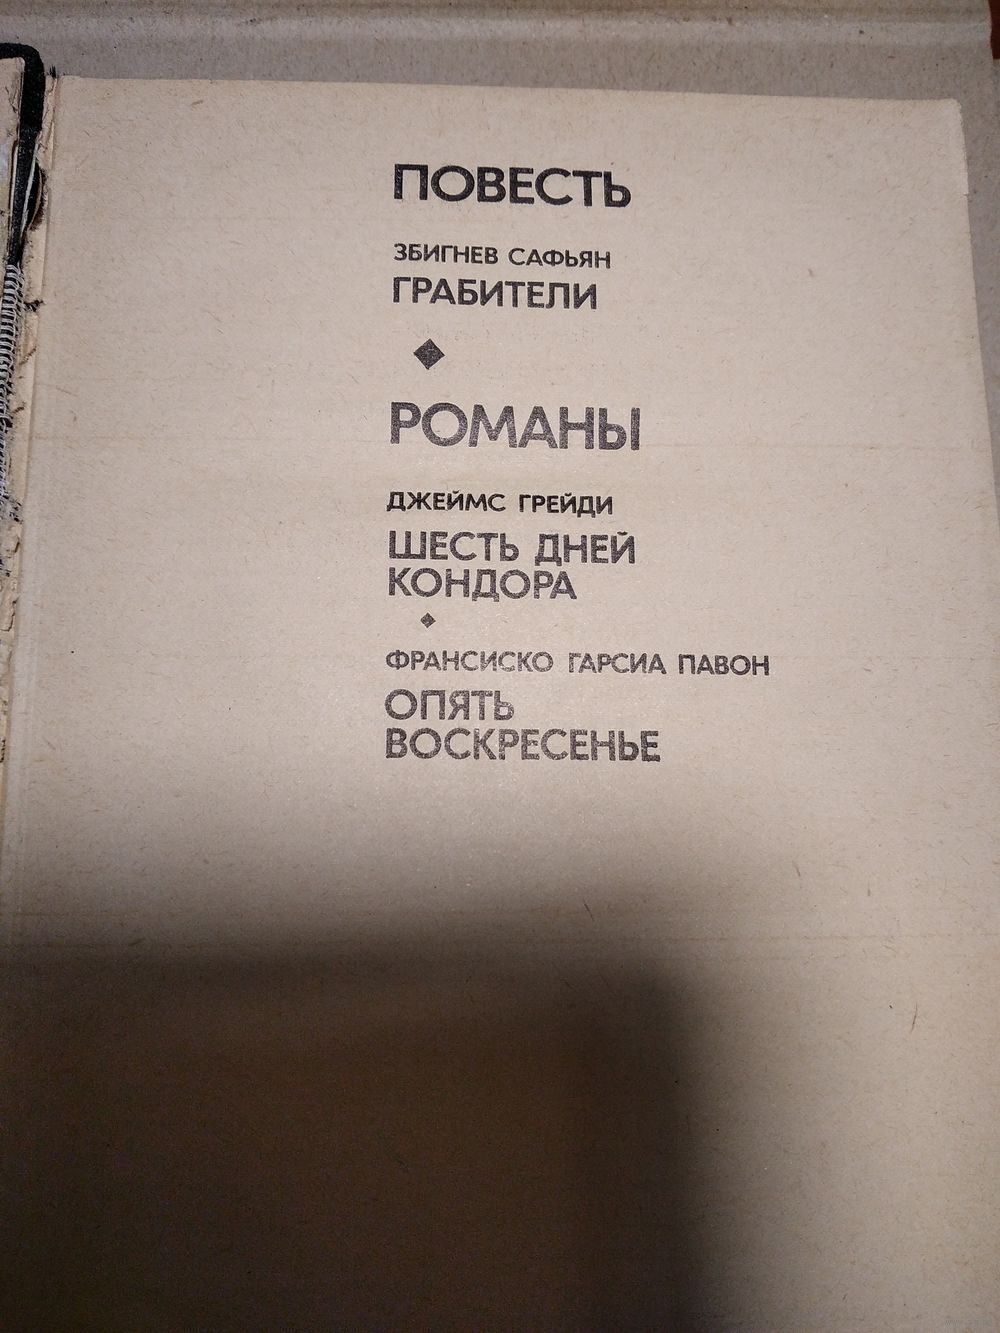 ПОВЕСТЬ
ЗБИГНЕВ САФЬЯН
ГРАБИТЕЛИ
РОМАНЫ
ДЖЕЙМС ГРЕЙДИ
ШЕСТЬ ДНЕЙ
КОНДОРА
ФРАНСИСКО ГАРСИА ПАВОН
ОПЯТЬ
ВОСКРЕСЕНЬЕ